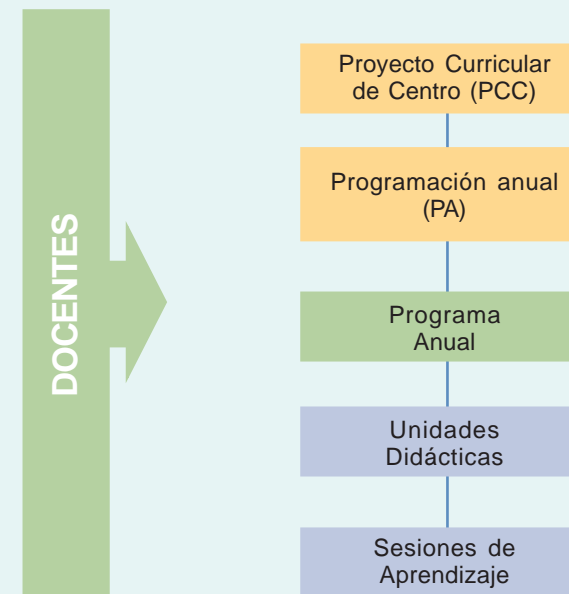 DOCENTES
Proyecto Curricular
de Centro (PCC)
Programación anual
(PA)
Programa
Anual
Unidades
Didácticas
Sesiones de
Aprendizaje